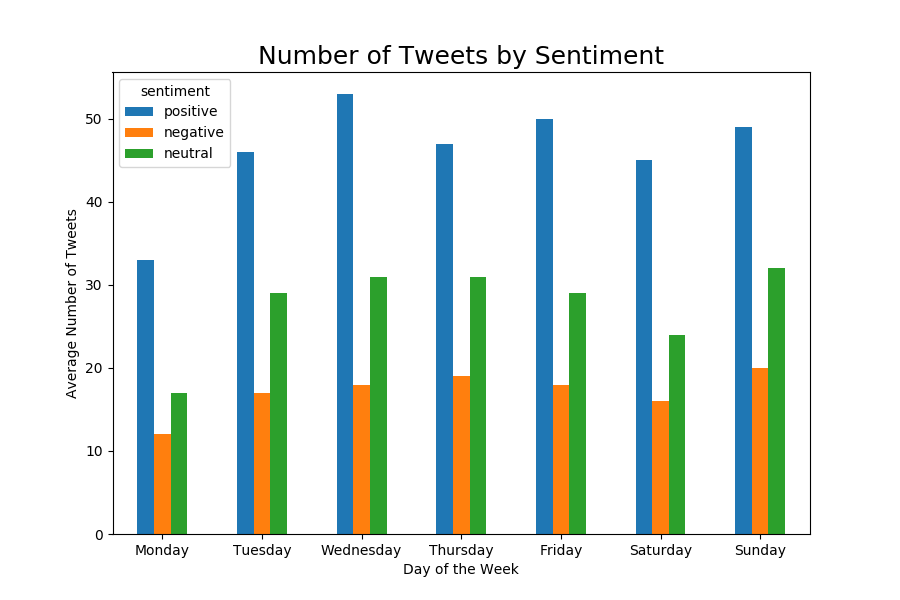 Number of Tweets by Sentiment
sentiment
positive
negative
neutral
Average Number of Tweets
50
40
30
20
10
0
Monday Tuesday Wednesday Thursday Friday Saturday Sunday
Day of the Week